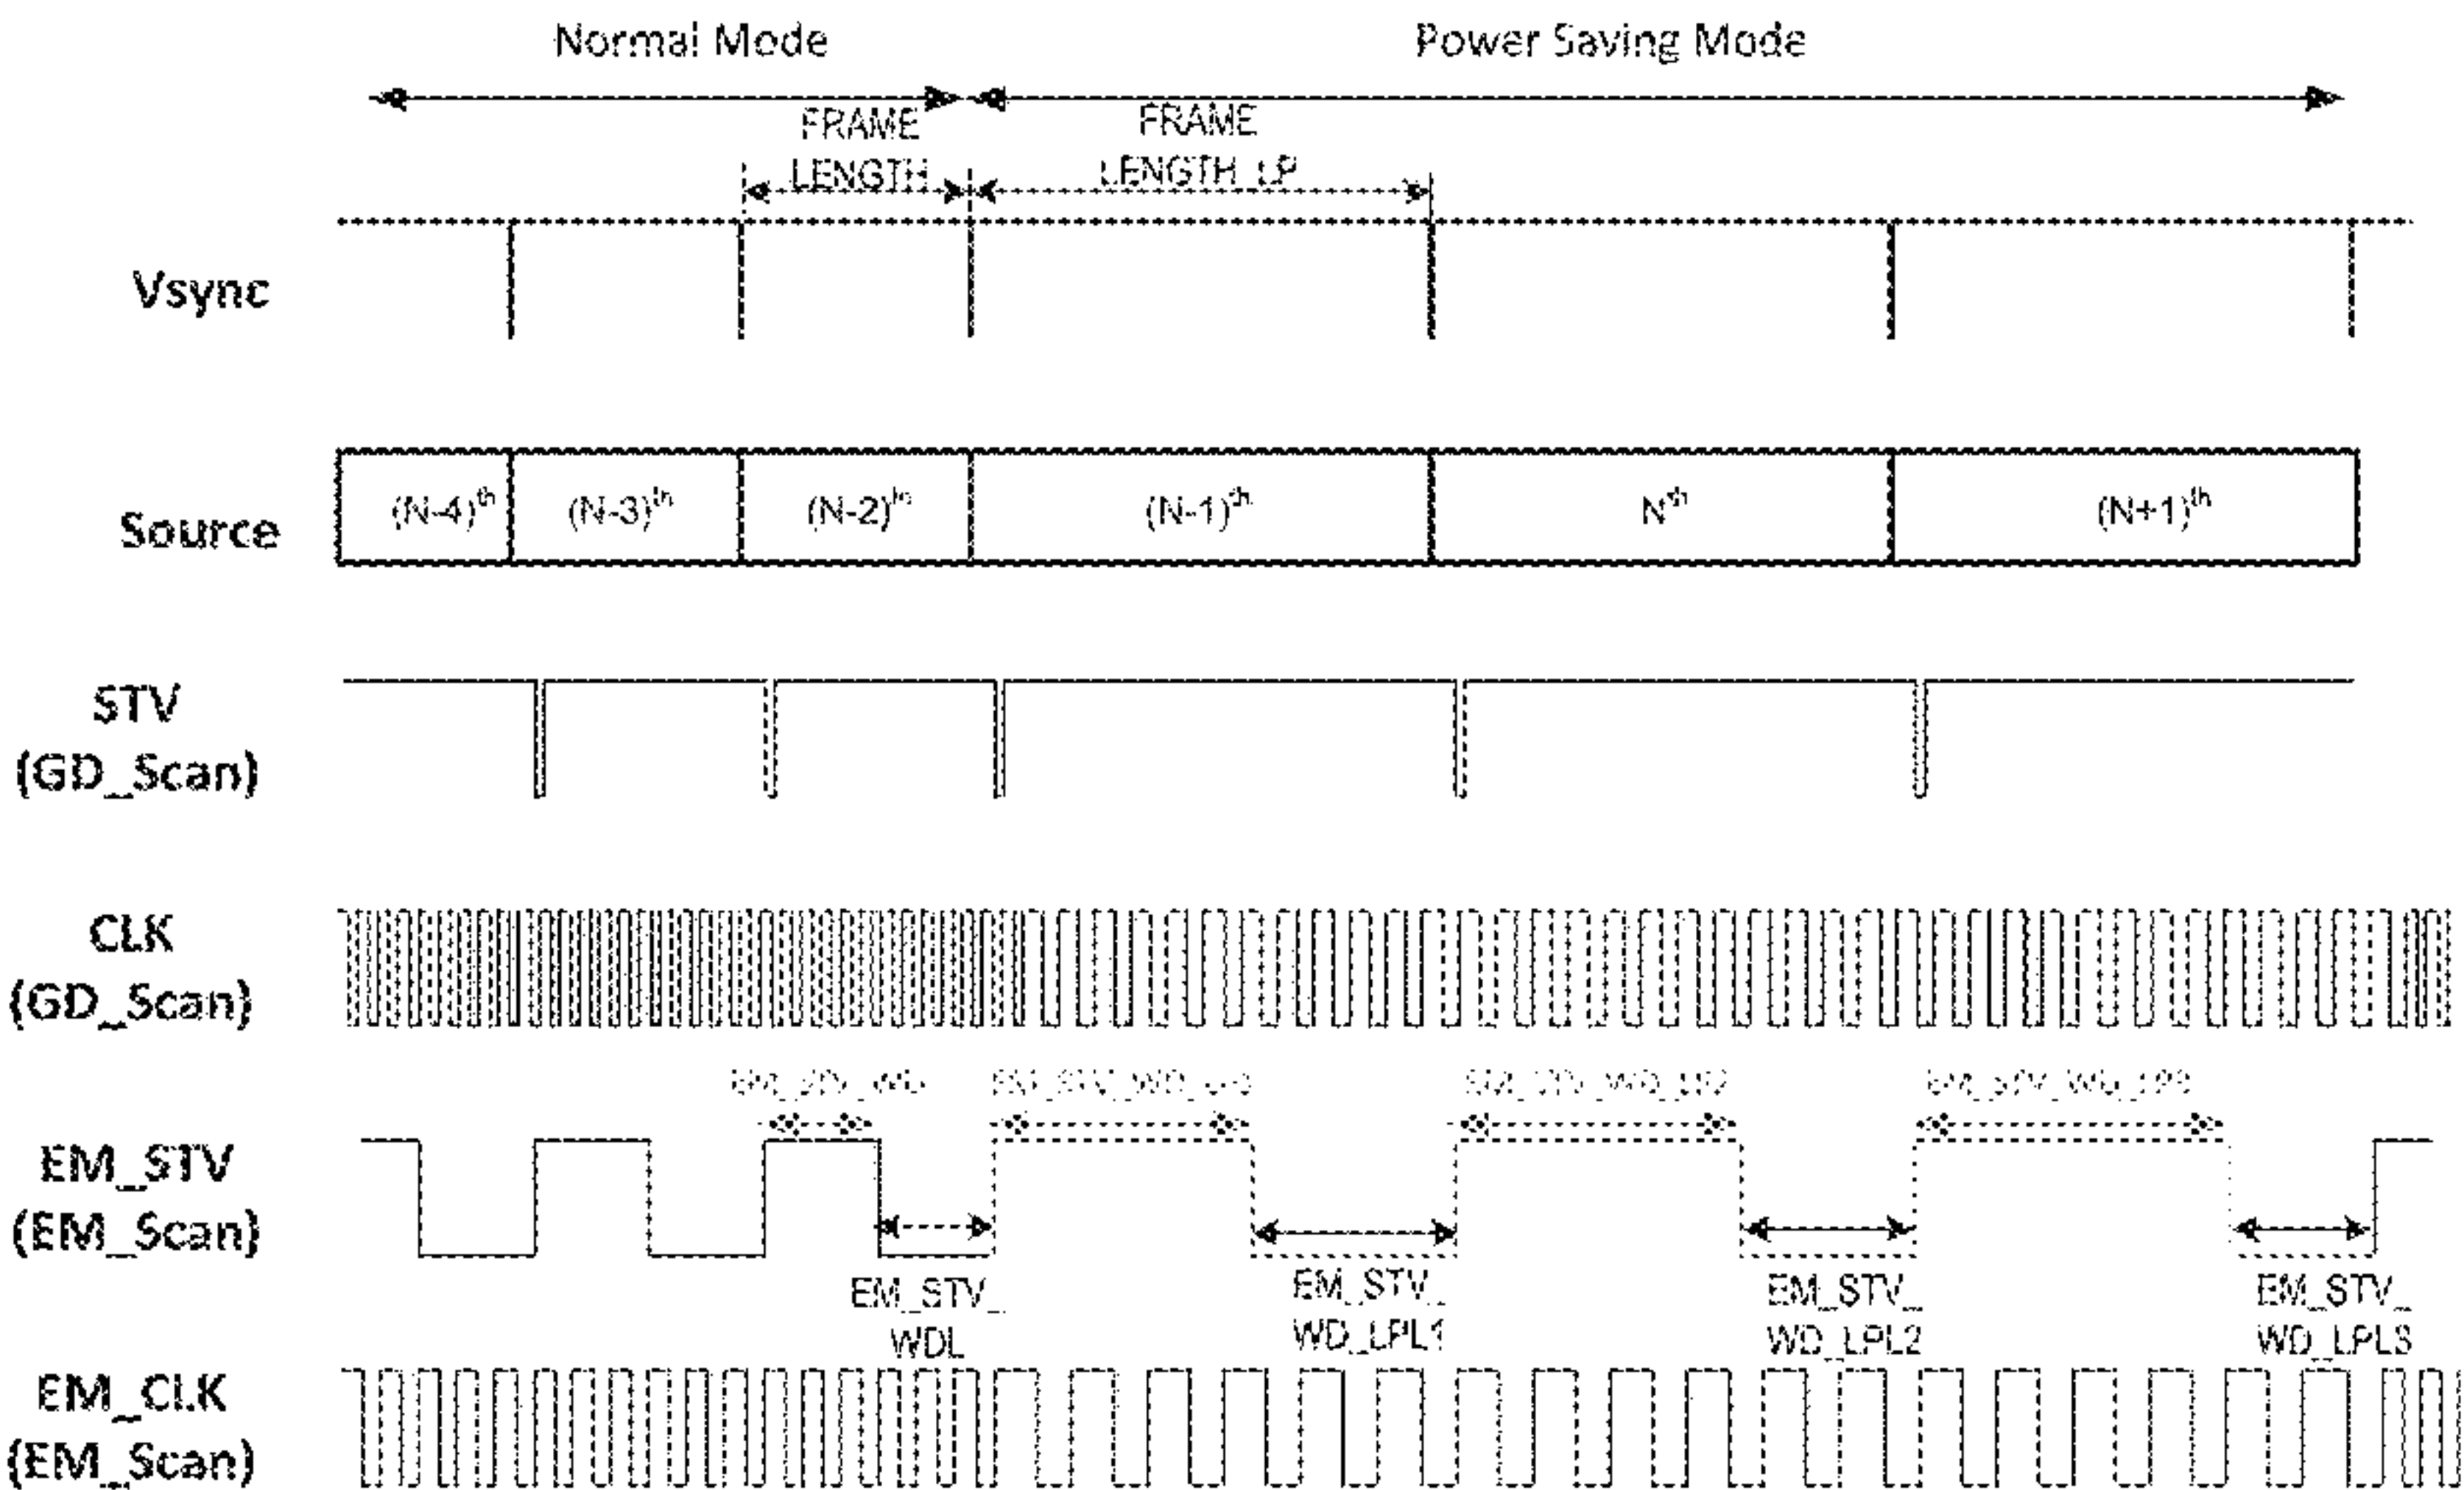 Normal Mode
Power Saving Mode
FRAME
LENGTH
FRAME
LENGTH_LP
Vsync
Source
(N-4)th
(N-3)th
(N-2)th
(N-1)th
Nth
(N+1)th
STV
(GD_Scan)
CLK
(GD_Scan)
EM_STV
(EM_Scan)
EM_STV_
WDL
EM_STV_
WD_LPL1
EM_STV_
WD_LPL2
EM_STV_
WD_LPL3
EM_CLK
(EM_Scan)